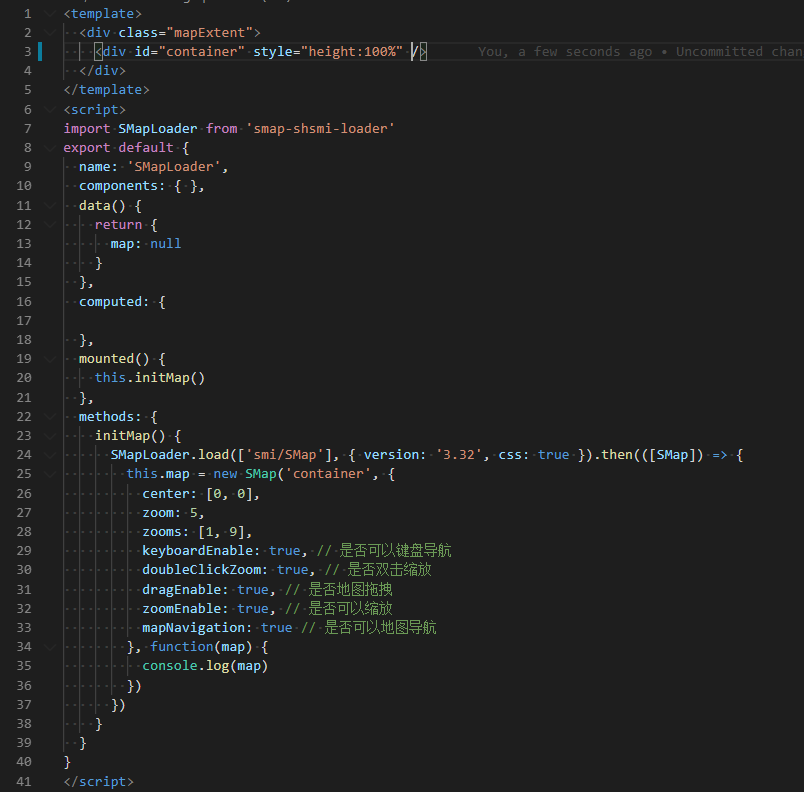 1 <template>
2 <div class="mapExtent">
3 <div id="container" style="height:100%" /> You, a few seconds ago • Uncommitted chan
4 </div>
5 </template>
6 <script>
7 import SMapLoader from 'smap-shsmi-loader'
8 export default {
9 name: 'SMapLoader',
10 components: { },
11 data() {
12 return {
13 map: null
14 }
15 },
16 computed: {
17
18 },
19 mounted() {
20 this.initMap()
21 },
22 methods: {
23 initMap() {
24 SMapLoader.load(['smi/SMap'], { version: '3.32', css: true }).then(([SMap]) => {
25 this.map = new SMap('container', {
26 center: [0, 0],
27 zoom: 5,
28 zooms: [1, 9],
29 keyboardEnable: true, // 是否可以键盘导航
30 doubleClickZoom: true, // 是否双击缩放
31 dragEnable: true, // 是否地图拖拽
32 zoomEnable: true, // 是否可以缩放
33 mapNavigation: true // 是否可以地图导航
34 }, function(map) {
35 console.log(map)
36 })
37 })
38 }
39 }
40 }
41 </script>